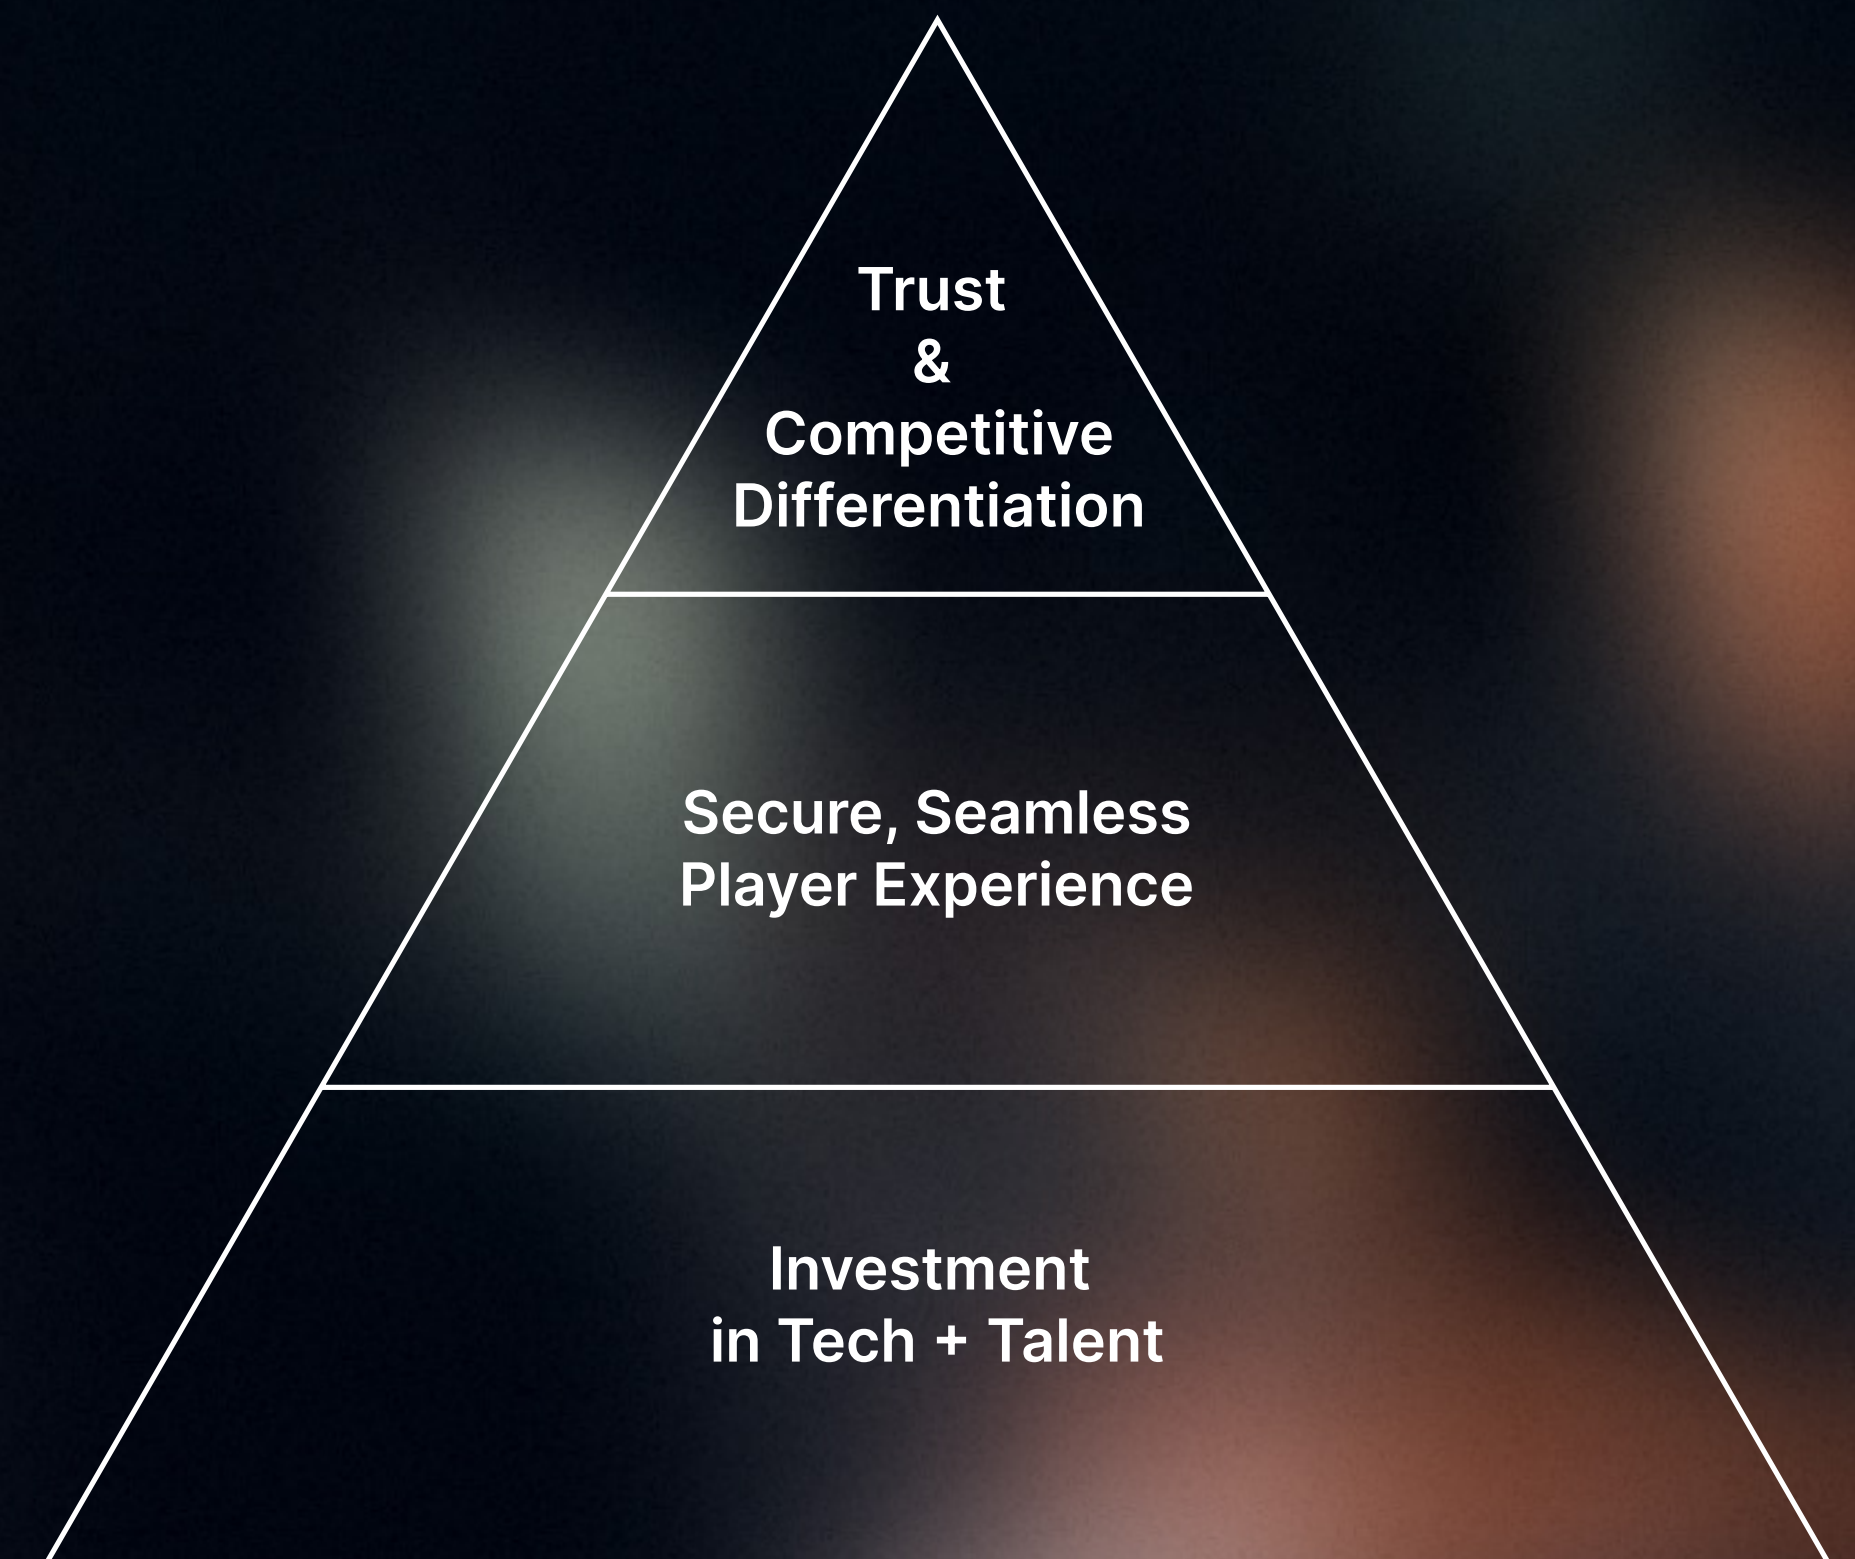 Trust
&
Competitive
Differentiation
Secure, Seamless
Player Experience
Investment
in Tech + Talent